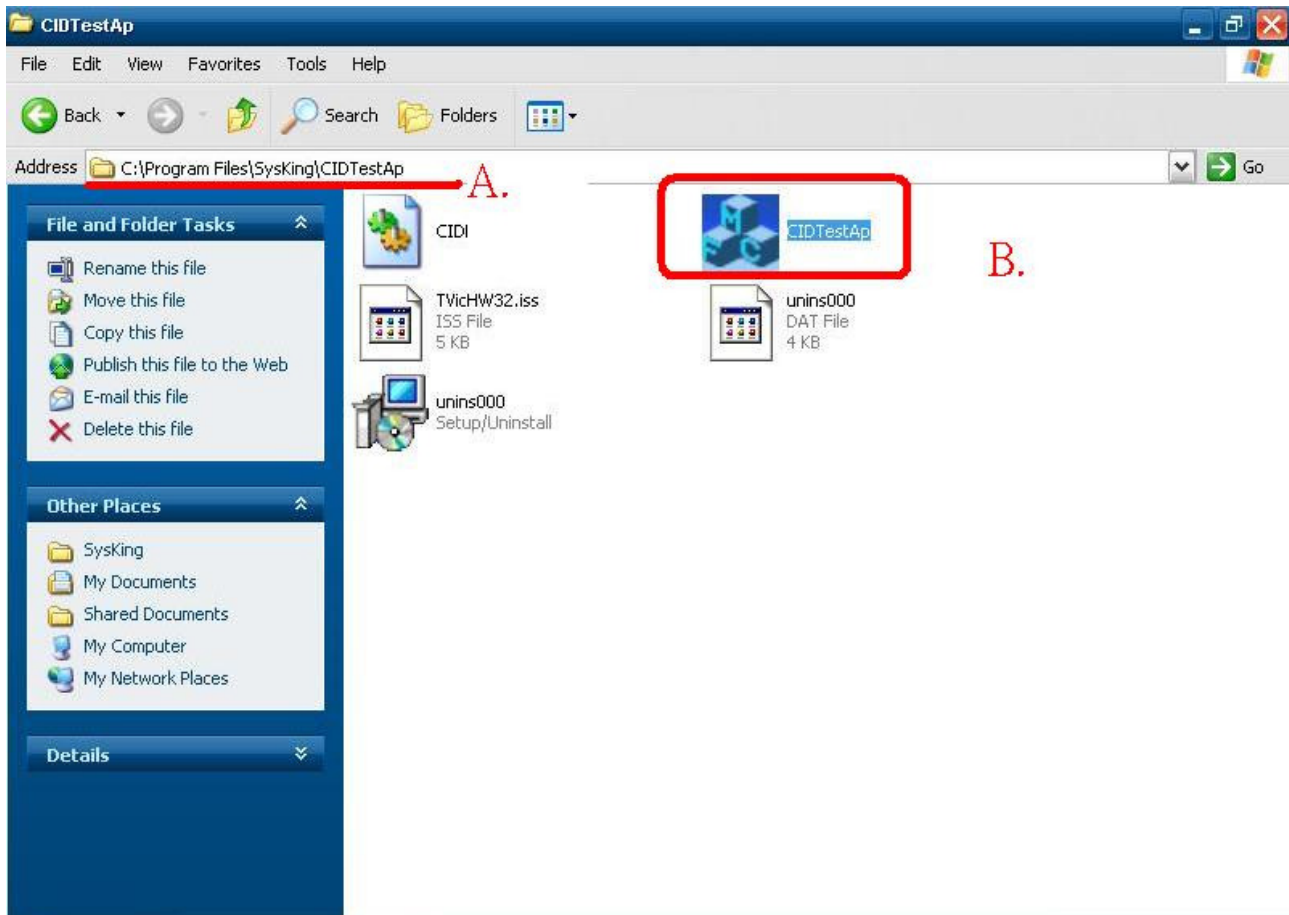 CIDTestAp
File Edit View Favorites Tools Help
Back Search Folders
Address C:\Program Files\SysKing\CIDTestAp Go
A.
File and Folder Tasks
Rename this file
Move this file
Copy this file
Publish this file to the Web
E-mail this file
Delete this file
Other Places
SysKing
My Documents
Shared Documents
My Computer
My Network Places
Details
CIDI
MFC
CIDTestAp
B.
TVicHW32.iss
ISS File
5 KB
unins000
DAT File
4 KB
unins000
Setup/Uninstall